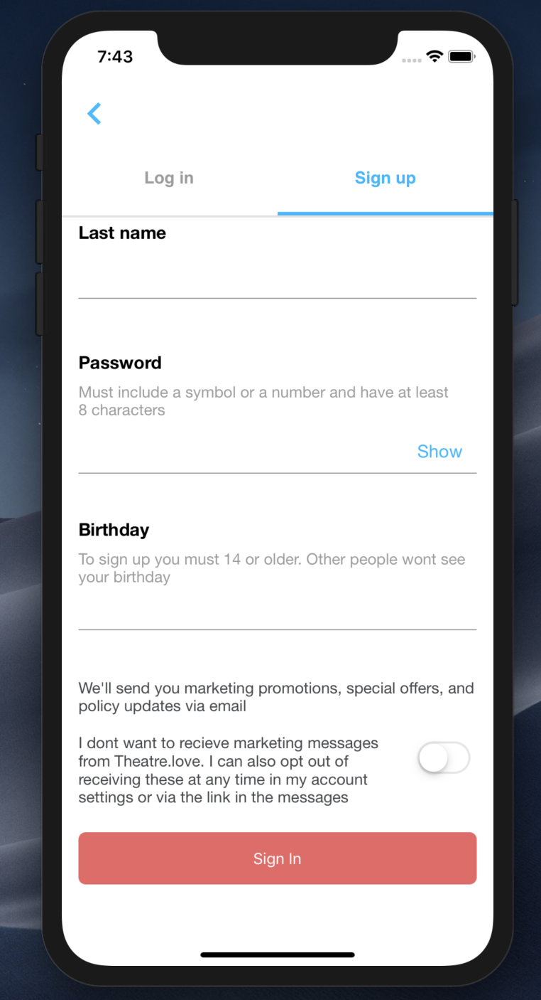 7:43
Log in
Sign up
Last name
Password
Must include a symbol or a number and have at least
8 characters
Show
Birthday
To sign up you must 14 or older. Other people wont see
your birthday
We'll send you marketing promotions, special offers, and
policy updates via email
I dont want to recieve marketing messages
from Theatre.love. I can also opt out of
receiving these at any time in my account
settings or via the link in the messages
Sign In